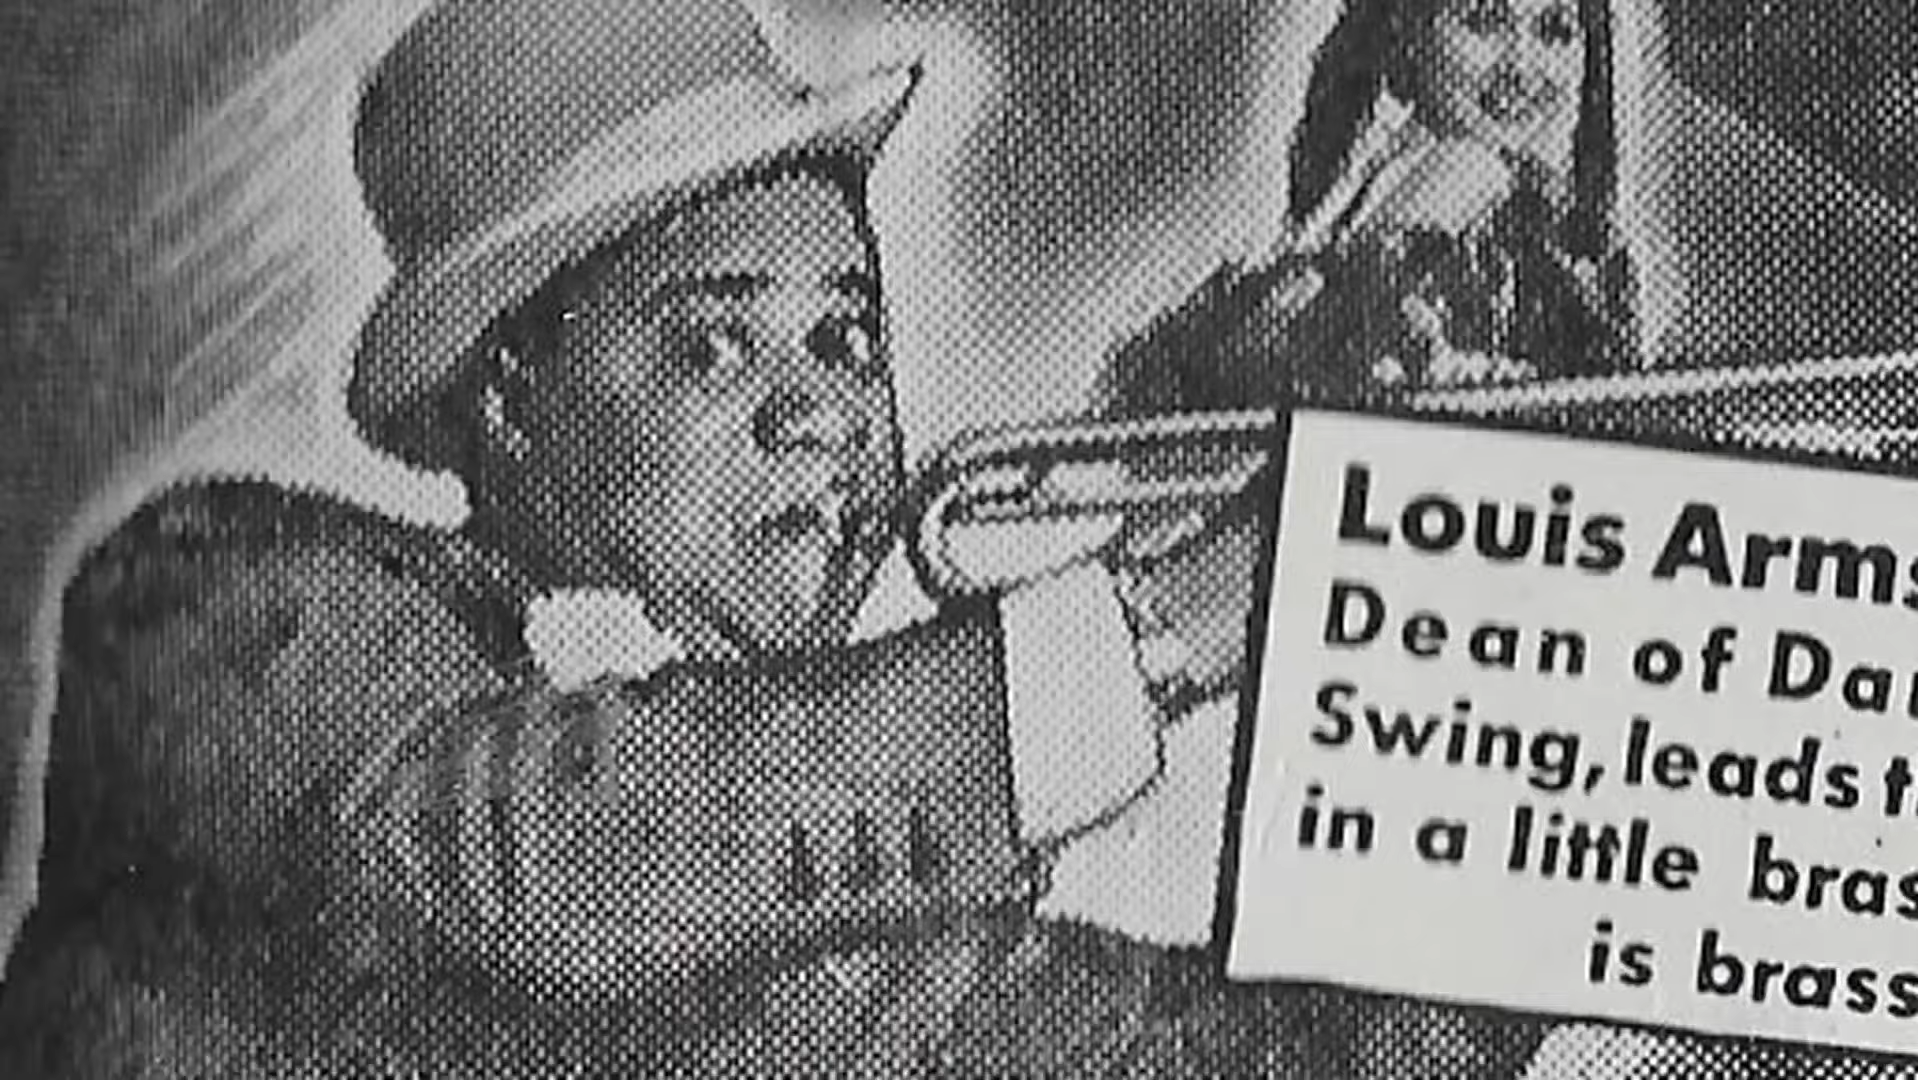 Louis Arms
Dean of Da
Swing, leads t
in a little bras
is brass